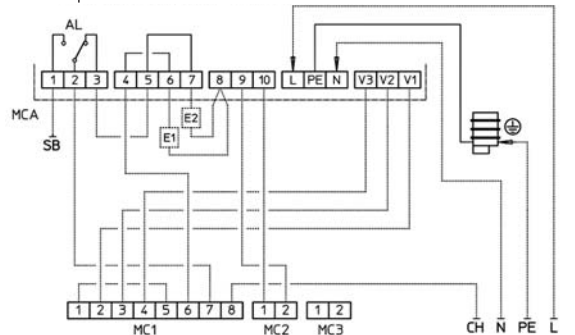 AL
1 2 3 4 5 6 7 8 9 10 L PE N V3 V2 V1
MCA
SB
E2
E1
1 2 3 4 5 6 7 8 1 2 1 2
MC1 MC2 MC3 CH N PE L